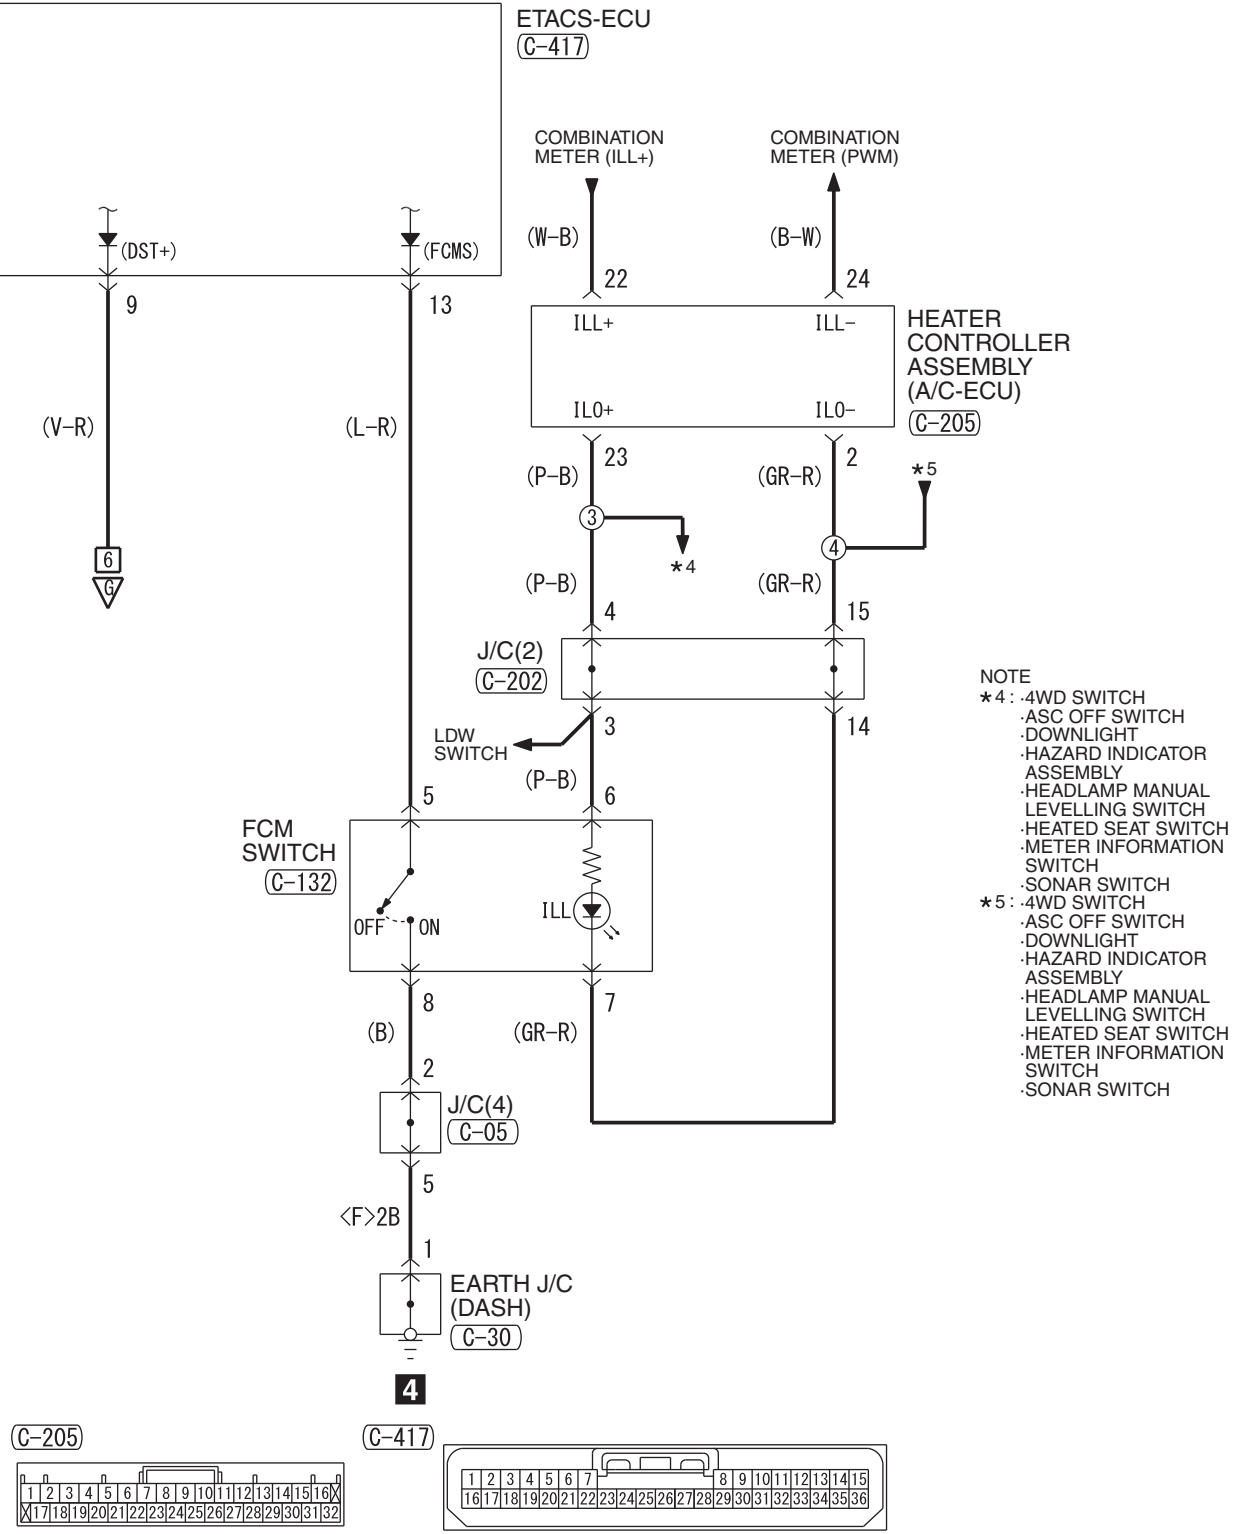 ETACS-ECU
(C-417)
COMBINATION
METER (ILL+)
COMBINATION
METER (PWM)
(DST+)
(FCMS)
(W-B)
(B-W)
9
13
22
24
ILL+
ILL-
HEATER
CONTROLLER
ASSEMBLY
(A/C-ECU)
(C-205)
ILO+
ILO-
(V-R)
(L-R)
23
2
(P-B)
(GR-R)
★5
3
4
★4
6
G
(P-B)
(GR-R)
4
15
J/C(2)
(C-202)
3
14
LDW
SWITCH
(P-B)
5
6
FCM
SWITCH
(C-132)
OFF
ON
ILL
8
7
(B)
(GR-R)
2
J/C(4)
(C-05)
5
<F>2B
1
EARTH J/C
(DASH)
(C-30)
4
NOTE
★4 : ·4WD SWITCH
·ASC OFF SWITCH
·DOWNLIGHT
·HAZARD INDICATOR
ASSEMBLY
·HEADLAMP MANUAL
LEVELLING SWITCH
·HEATED SEAT SWITCH
·METER INFORMATION
SWITCH
·SONAR SWITCH
★5 : ·4WD SWITCH
·ASC OFF SWITCH
·DOWNLIGHT
·HAZARD INDICATOR
ASSEMBLY
·HEADLAMP MANUAL
LEVELLING SWITCH
·HEATED SEAT SWITCH
·METER INFORMATION
SWITCH
·SONAR SWITCH
(C-205)
1 2 3 4 5 6 7 8 9 10 11 12 13 14 15 16
17 18 19 20 21 22 23 24 25 26 27 28 29 30 31 32
(C-417)
1 2 3 4 5 6 7 8 9 10 11 12 13 14 15
16 17 18 19 20 21 22 23 24 25 26 27 28 29 30 31 32 33 34 35 36